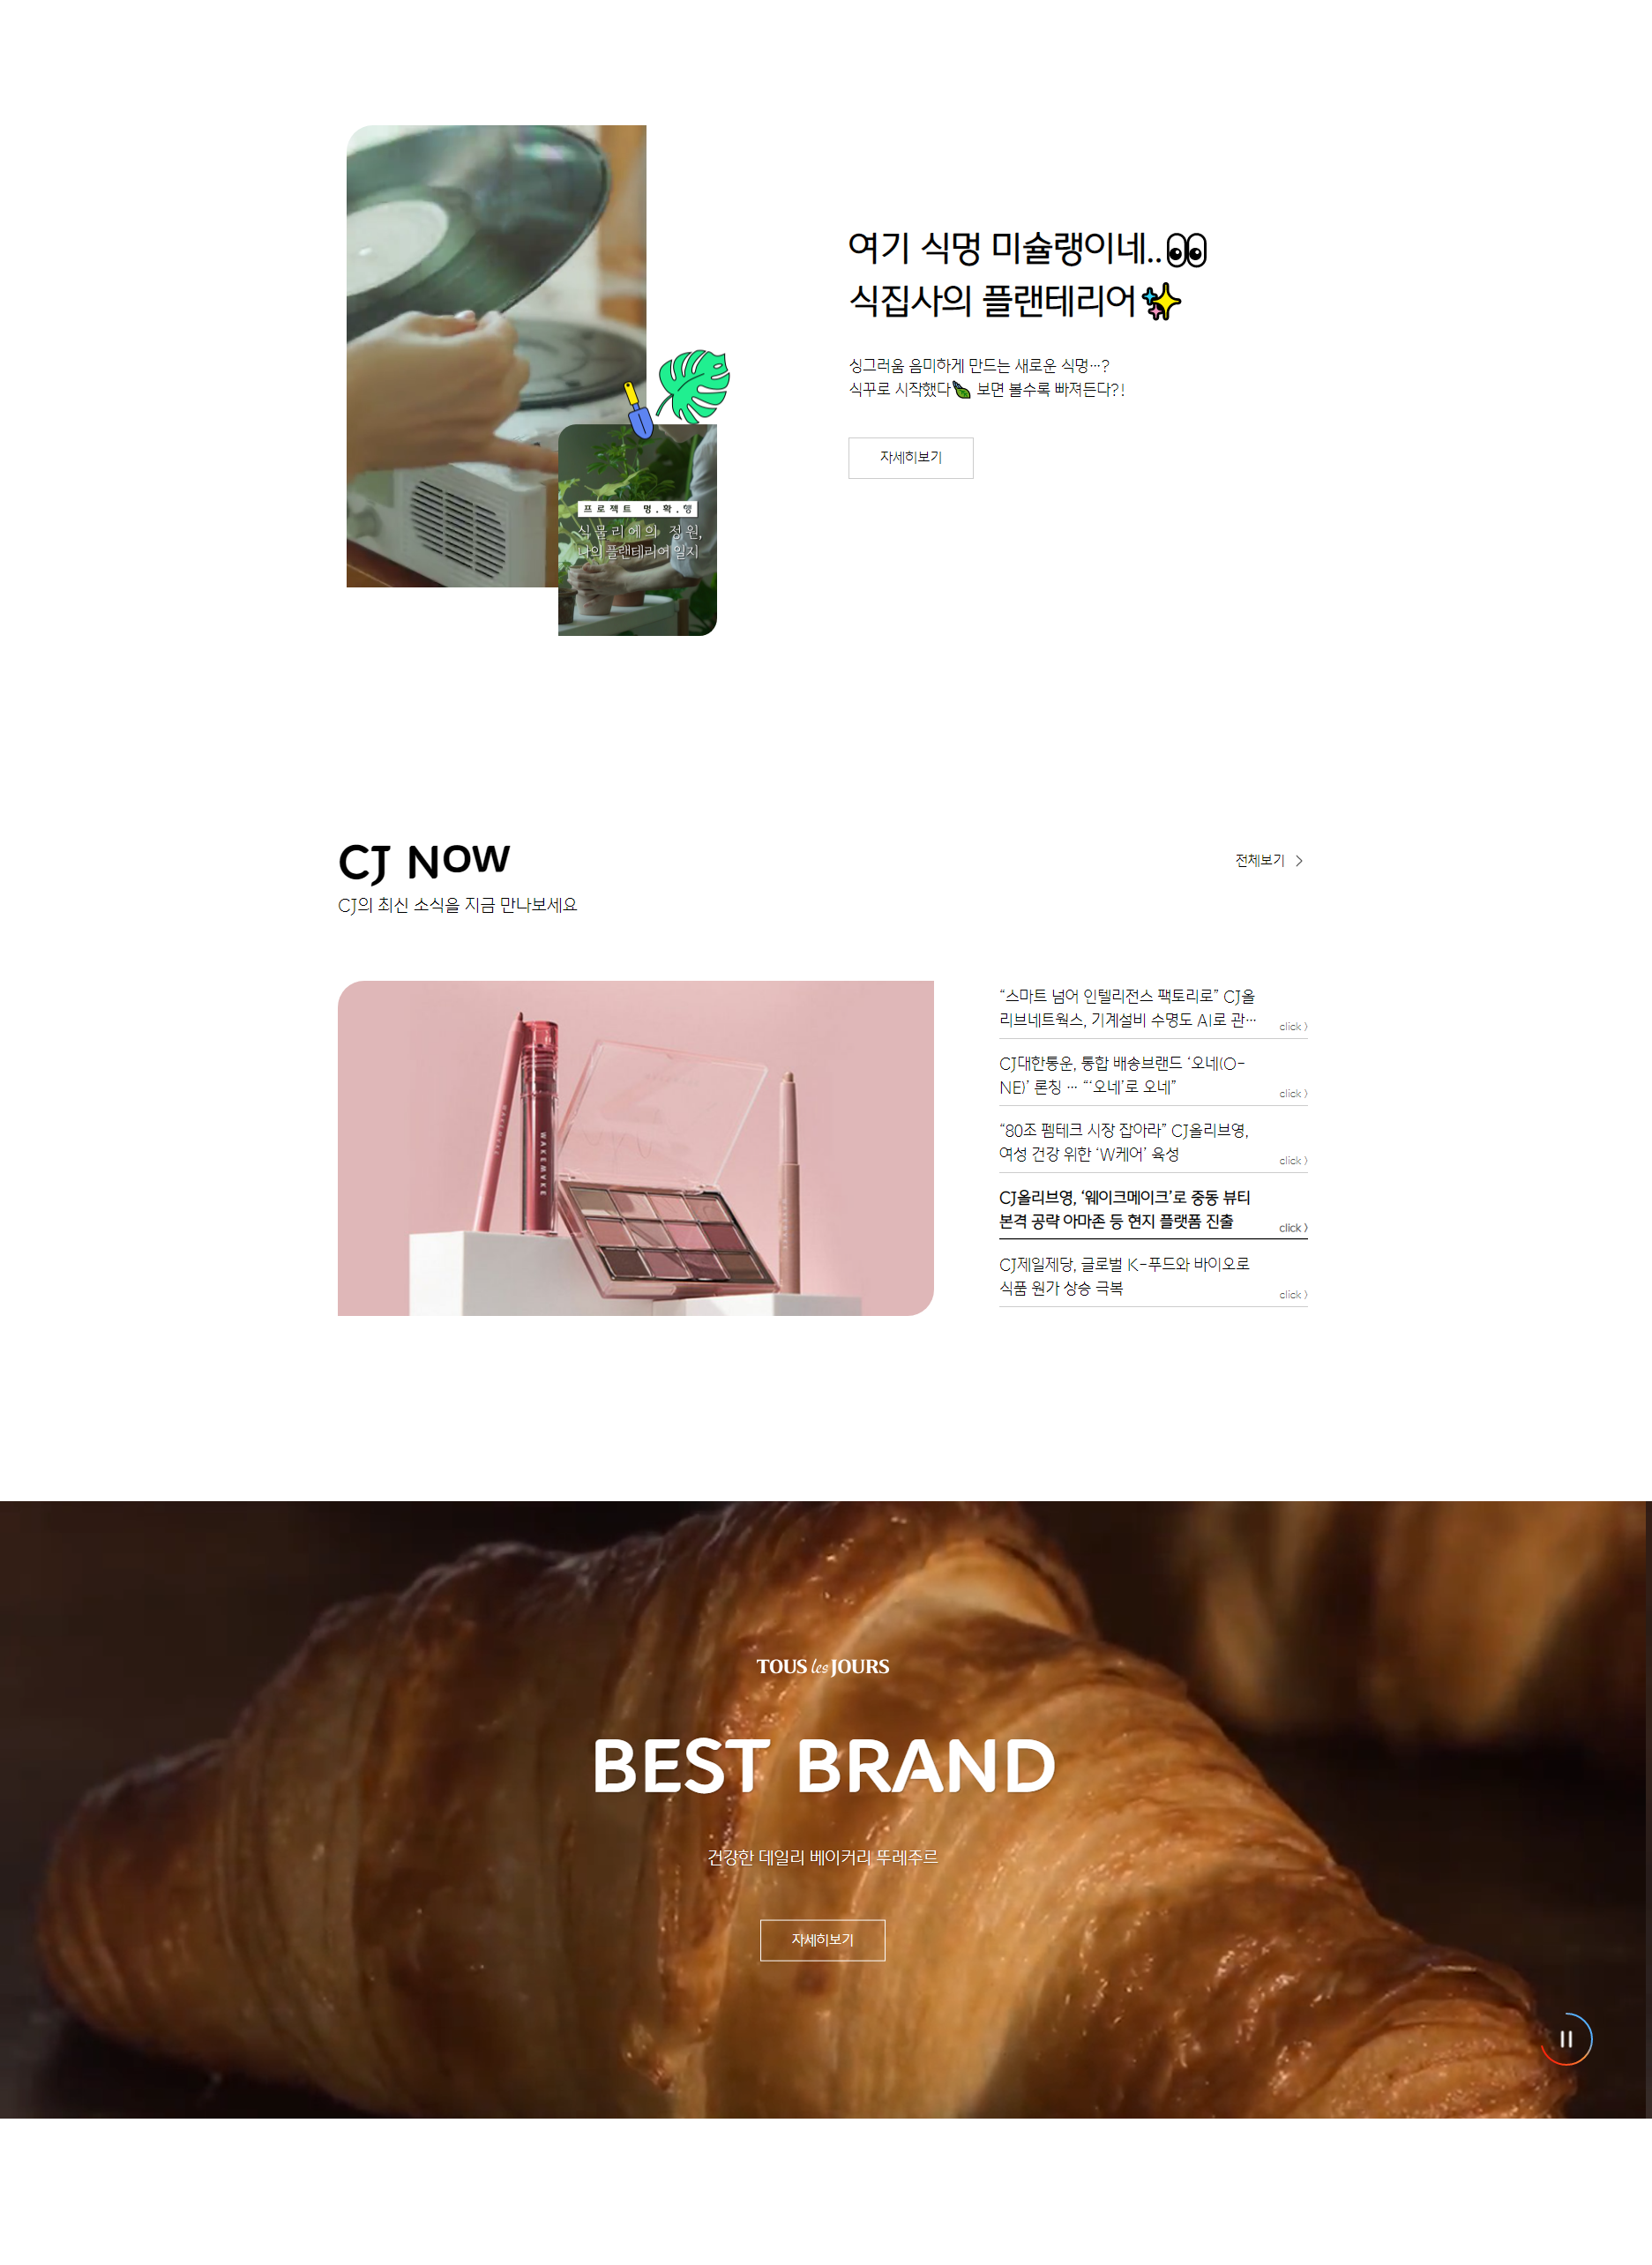 여기 식멍 미슐랭이네..
식집사의 플랜테리어
싱그러움 음미하게 만드는 새로운 식멍…?
식꾸로 시작했다 보면 볼수록 빠져든다?!
자세히보기
프로젝트 명.확.행
식물리에의 정원,
나의 플랜테리어 일지
CJ NOW
전체보기 >
CJ의 최신 소식을 지금 만나보세요
“스마트 넘어 인텔리전스 팩토리로” CJ올
리브네트웍스, 기계설비 수명도 AI로 관…
click >
CJ대한통운, 통합 배송브랜드 ‘오네(O-
NE)’ 론칭 … “‘오네’로 오네”
click >
“80조 펨테크 시장 잡아라” CJ올리브영,
여성 건강 위한 ‘W케어’ 육성
click >
CJ올리브영, ‘웨이크메이크’로 중동 뷰티
본격 공략 아마존 등 현지 플랫폼 진출
click >
CJ제일제당, 글로벌 K-푸드와 바이오로
식품 원가 상승 극복
click >
WAKEMAKE
TOUS les JOURS
BEST BRAND
건강한 데일리 베이커리 뚜레주르
자세히보기